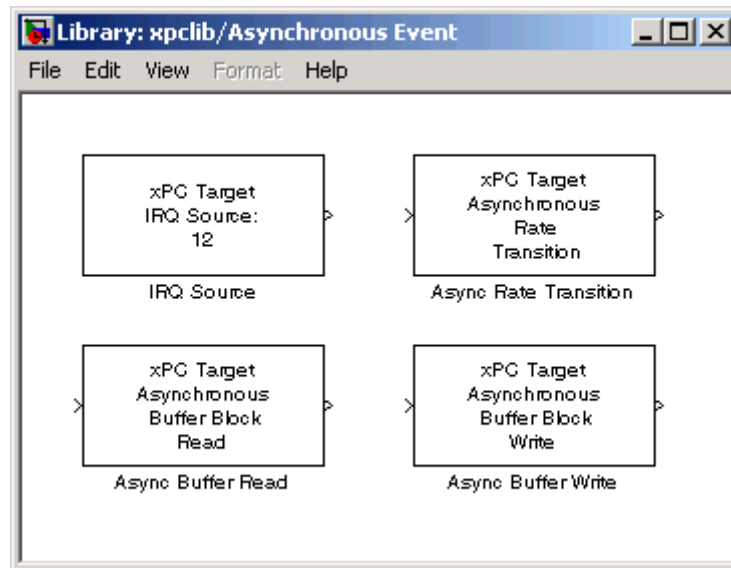 Library: xpclib/Asynchronous Event
File Edit View Format Help
xPC Target
IRQ Source:
12
IRQ Source
xPC Target
Asynchronous
Rate
Transition
Async Rate Transition
xPC Target
Asynchronous
Buffer Block
Read
Async Buffer Read
xPC Target
Asynchronous
Buffer Block
Write
Async Buffer Write